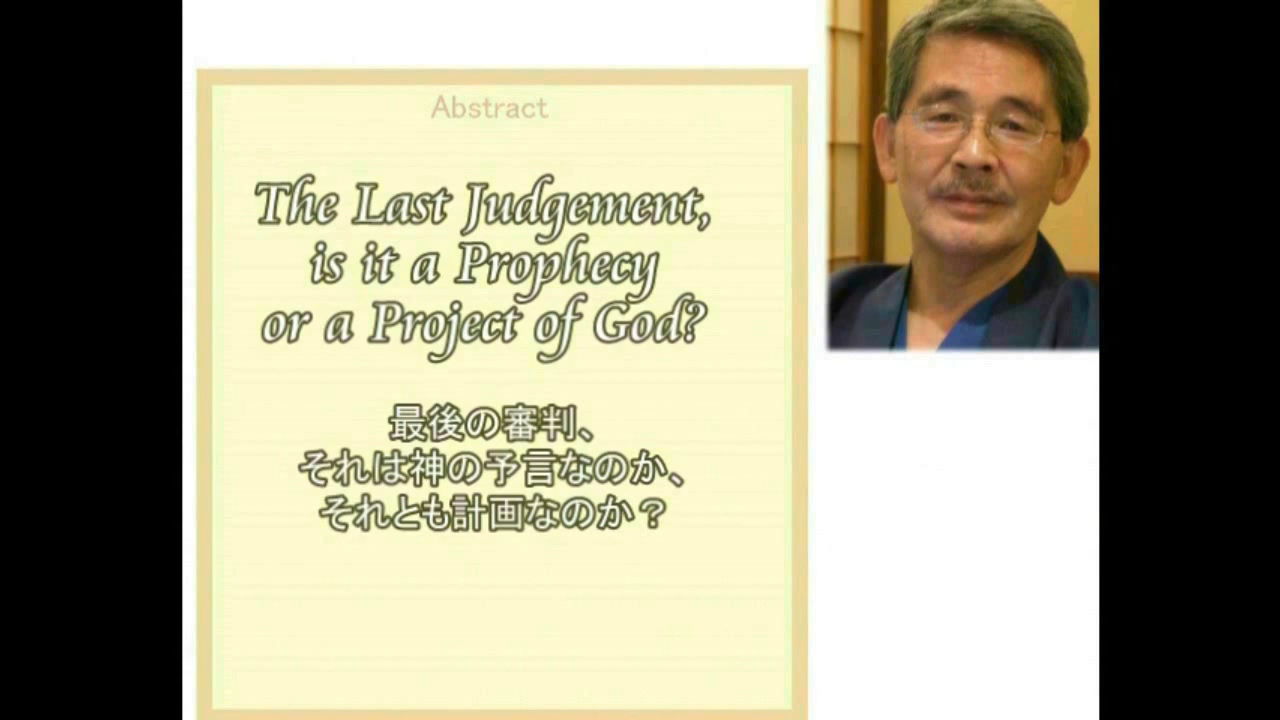 Abstract
The Last Judgement,
is it a Prophecy
or a Project of God?
最後の審判、
それは神の予言なのか、
それとも計画なのか？